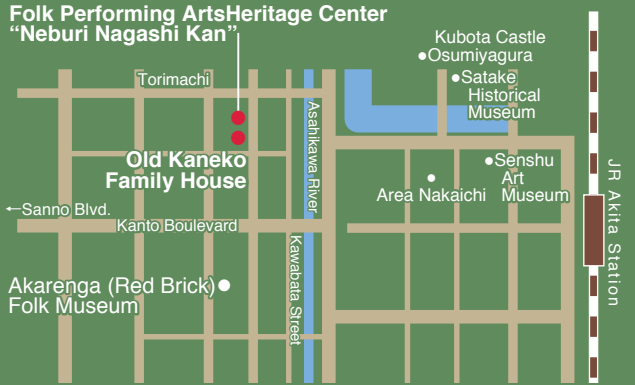 Folk Performing ArtsHeritage Center
“Neburi Nagashi Kan”
Kubota Castle
Osumiyagura
Torimachi
Satake
Historical
Museum
Asahikawa River
Old Kaneko
Family House
Senshu
Art
Museum
Area Nakaichi
JR Akita Station
←Sanno Blvd.
Kanto Boulevard
Kawabata Street
Akarenga (Red Brick)
Folk Museum